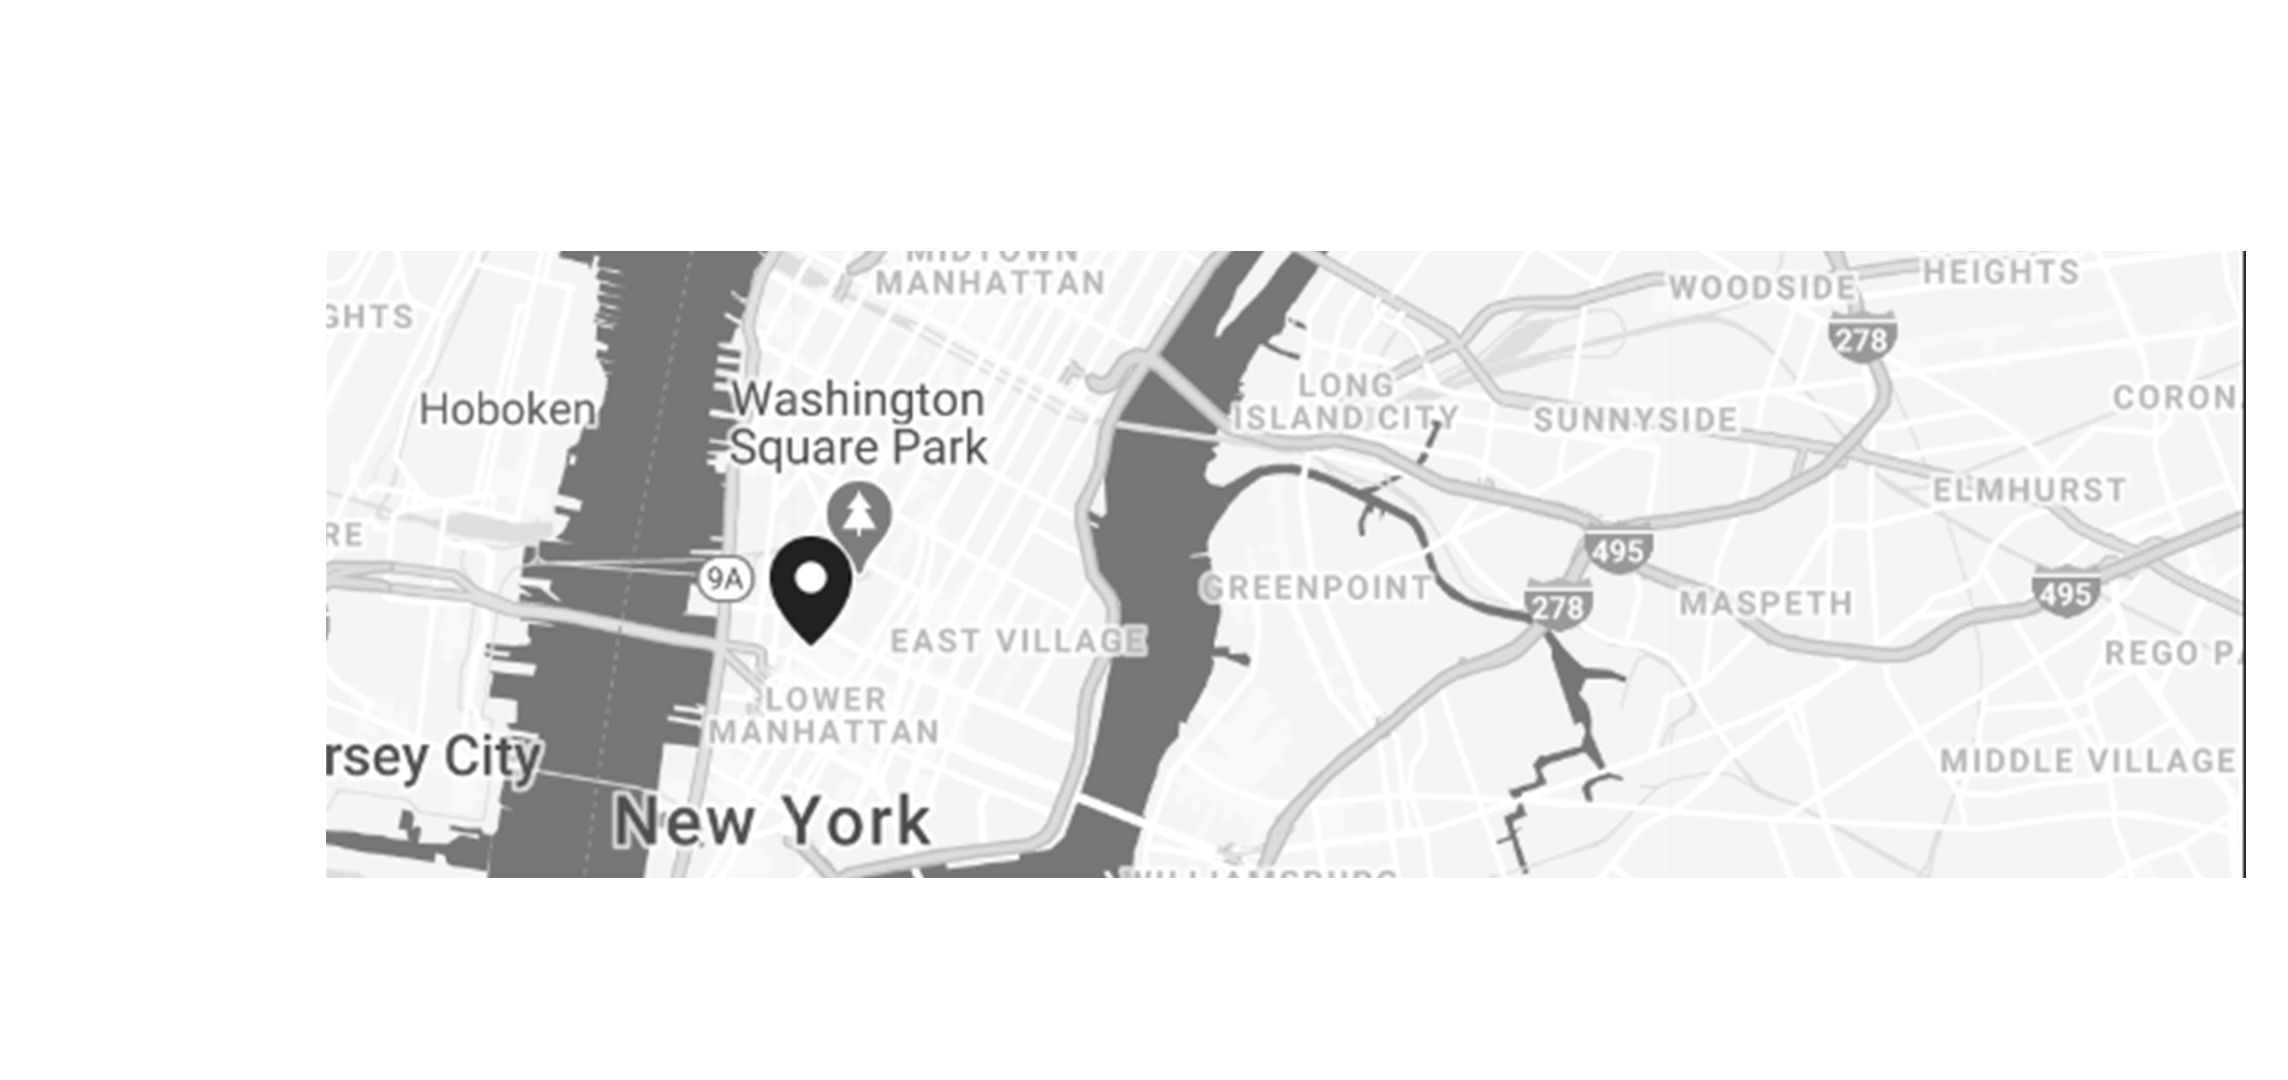 MIDTOWN
MANHATTAN
HEIGHTS
WOODSIDE
GHTS
278
Hoboken
Washington
Square Park
LONG
ISLAND CITY
SUNNYSIDE
CORON
ELMHURST
RE
495
9A
GREENPOINT
278
MASPETH
495
EAST VILLAGE
REGO P
LOWER
MANHATTAN
rsey City
MIDDLE VILLAGE
New York
WILLIAMSBURG